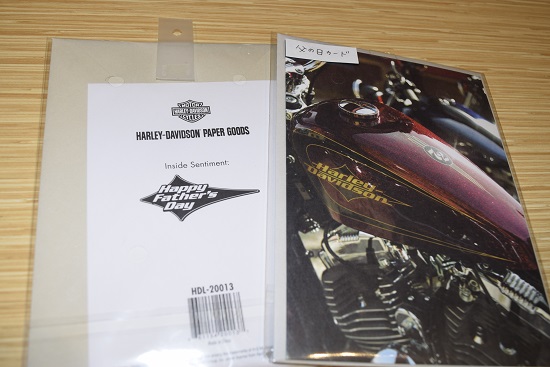 MOTOR
HARLEY-DAVIDSON
CYCLES
HARLEY-DAVIDSON PAPER GOODS
Inside Sentiment:
Happy
Father's
Day
HDL-20013
父の日カード
Harley
Davidson